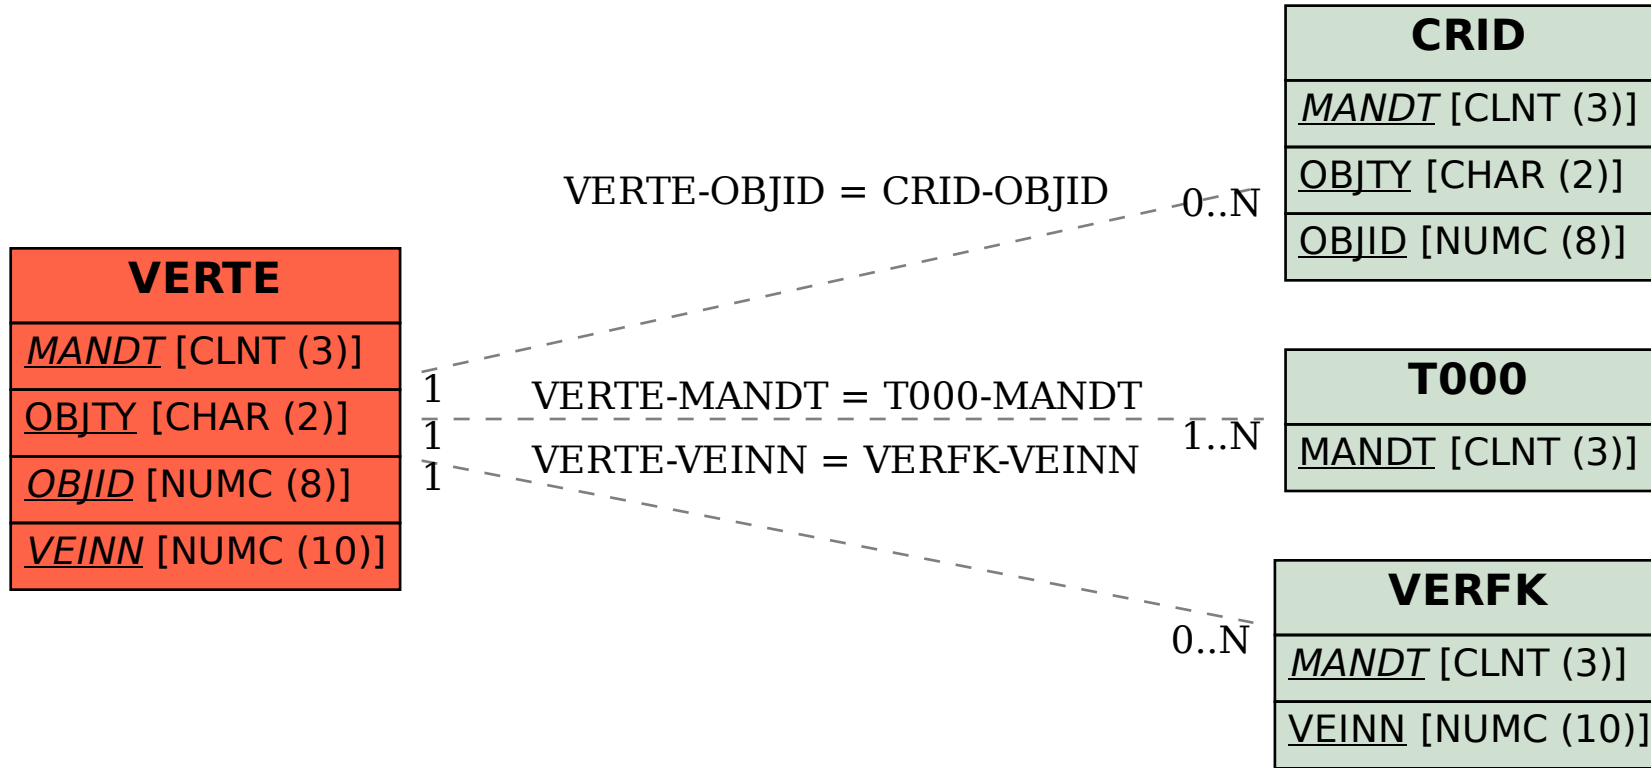 VERTE
MANDT [CLNT (3)]
OBJTY [CHAR (2)]
OBJID [NUMC (8)]
VEINN [NUMC (10)]
VERTE-OBJID = CRID-OBJID
0..N
1
VERTE-MANDT = T000-MANDT
1
1..N
VERTE-VEINN = VERFK-VEINN
1
0..N
CRID
MANDT [CLNT (3)]
OBJTY [CHAR (2)]
OBJID [NUMC (8)]
T000
MANDT [CLNT (3)]
VERFK
MANDT [CLNT (3)]
VEINN [NUMC (10)]